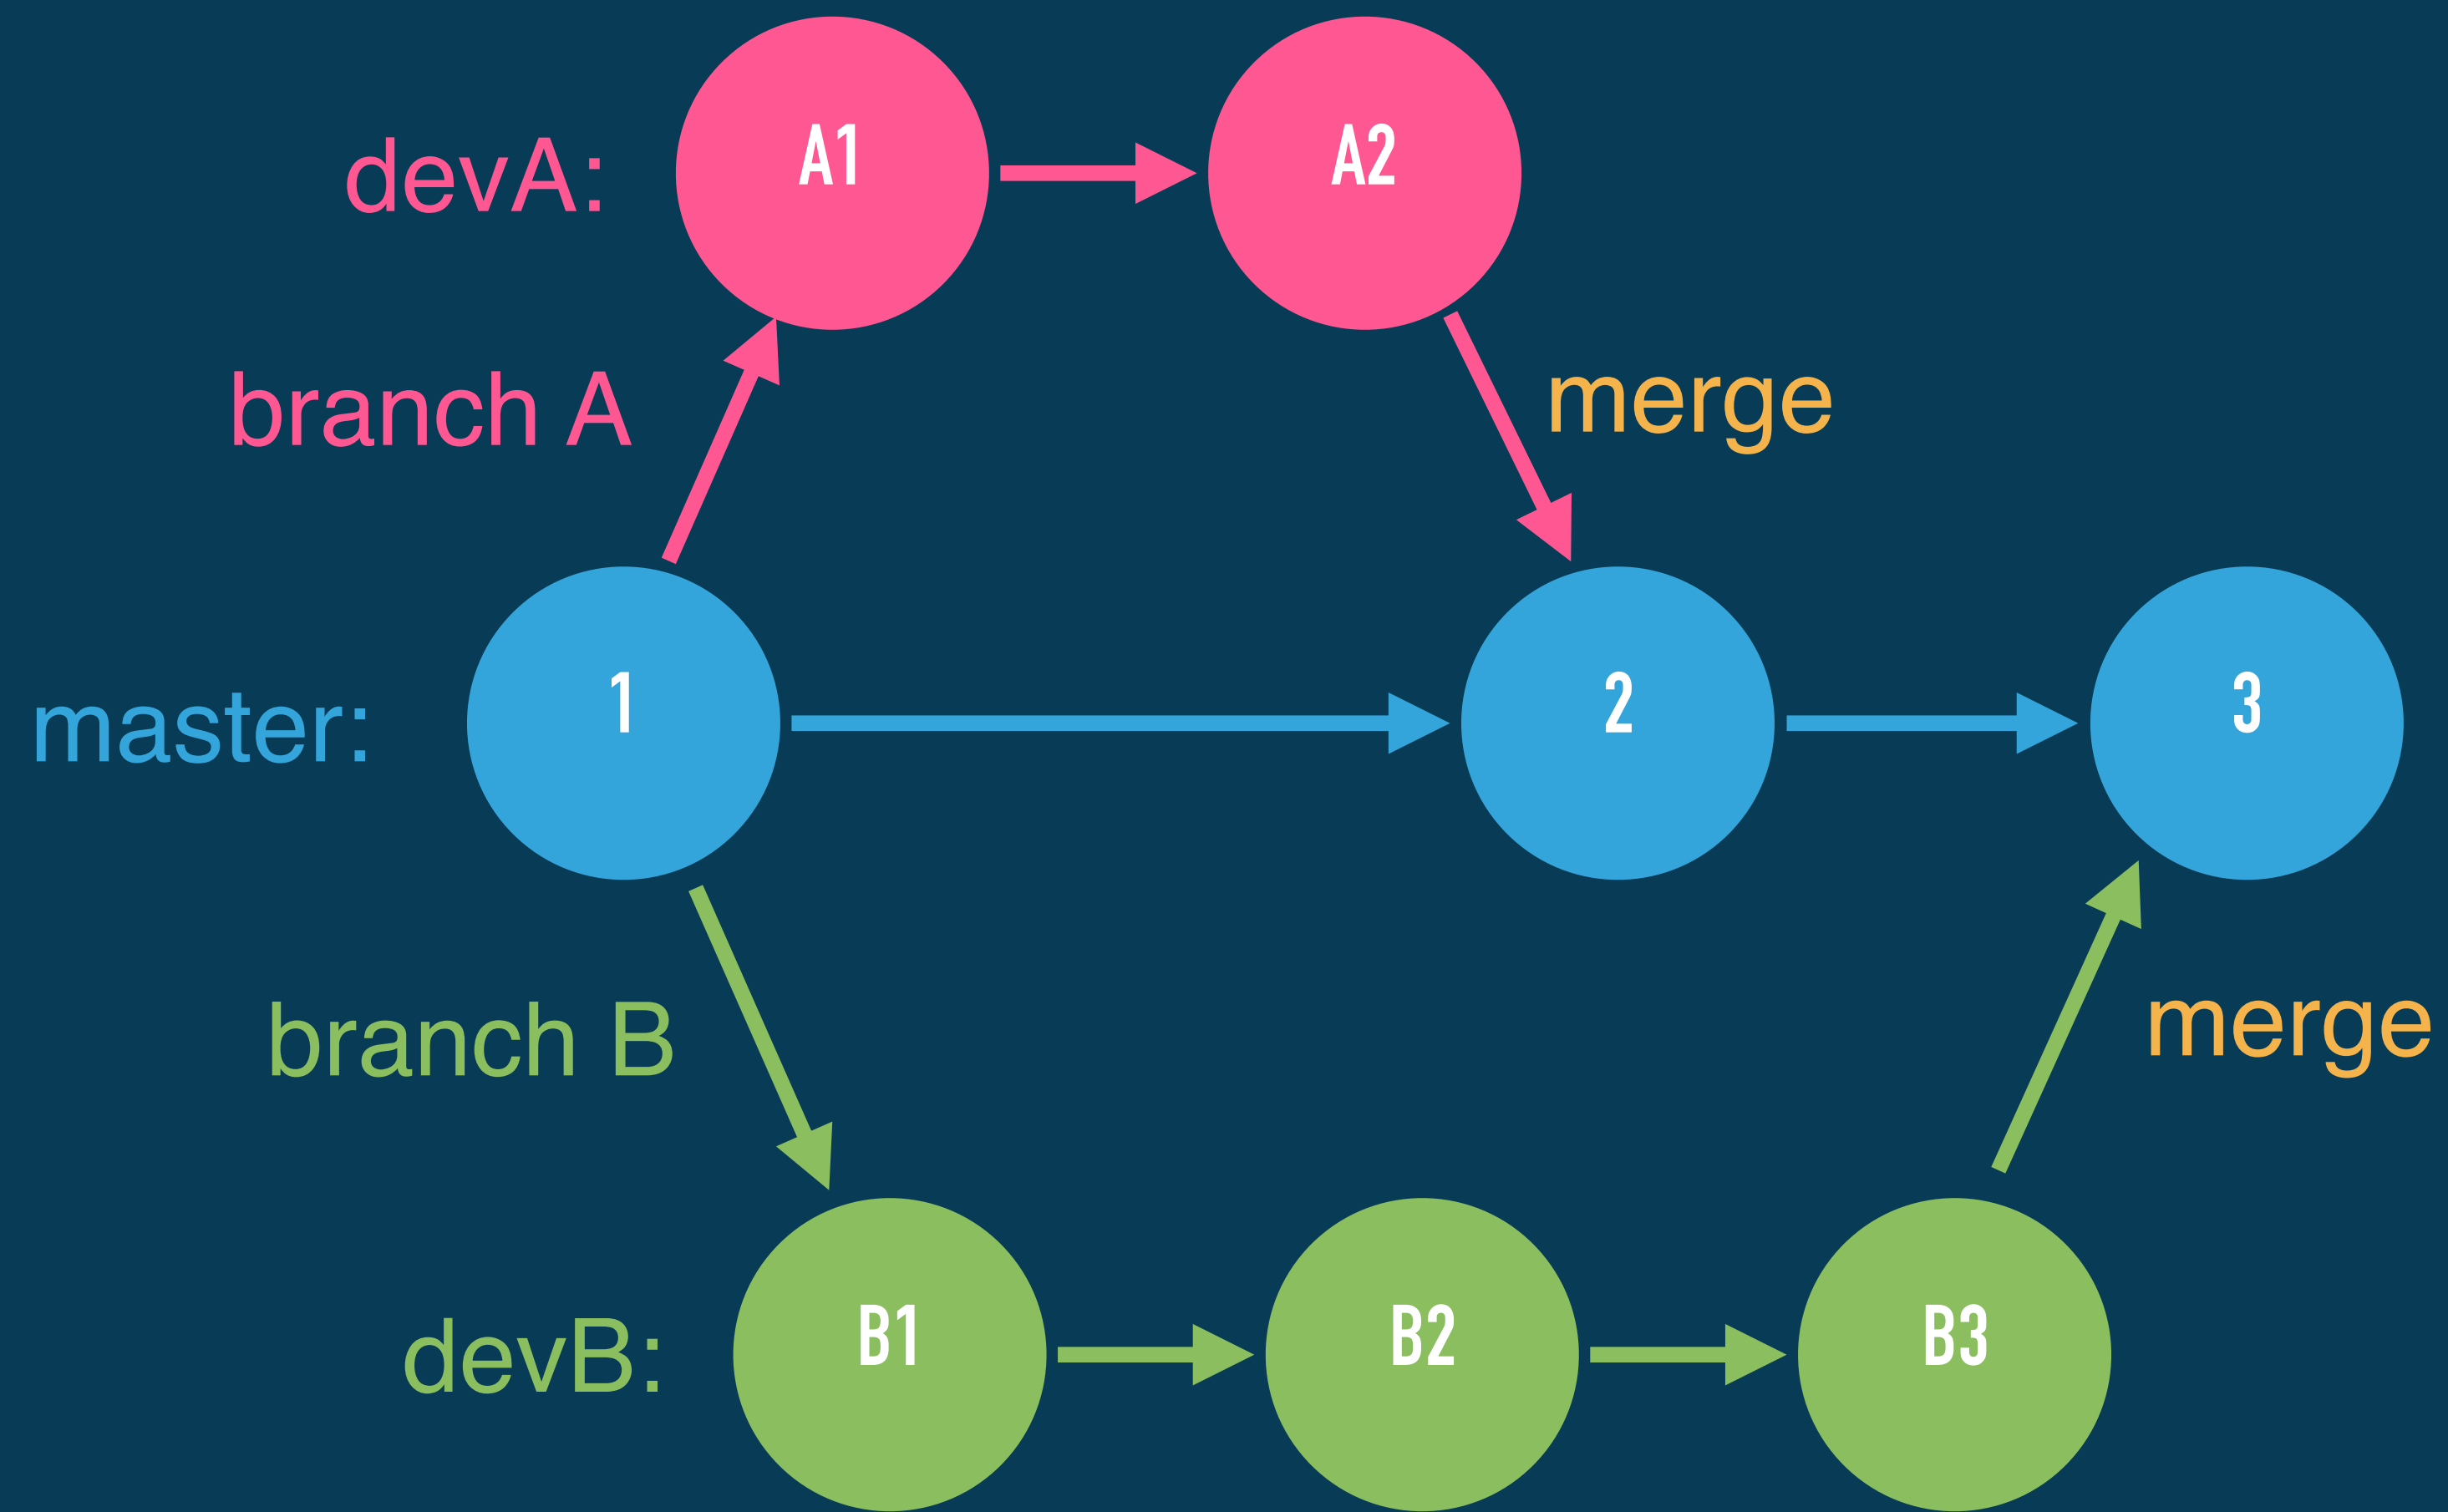 devA:
A1
A2
branch A
merge
master:
1
2
3
branch B
merge
devB:
B1
B2
B3